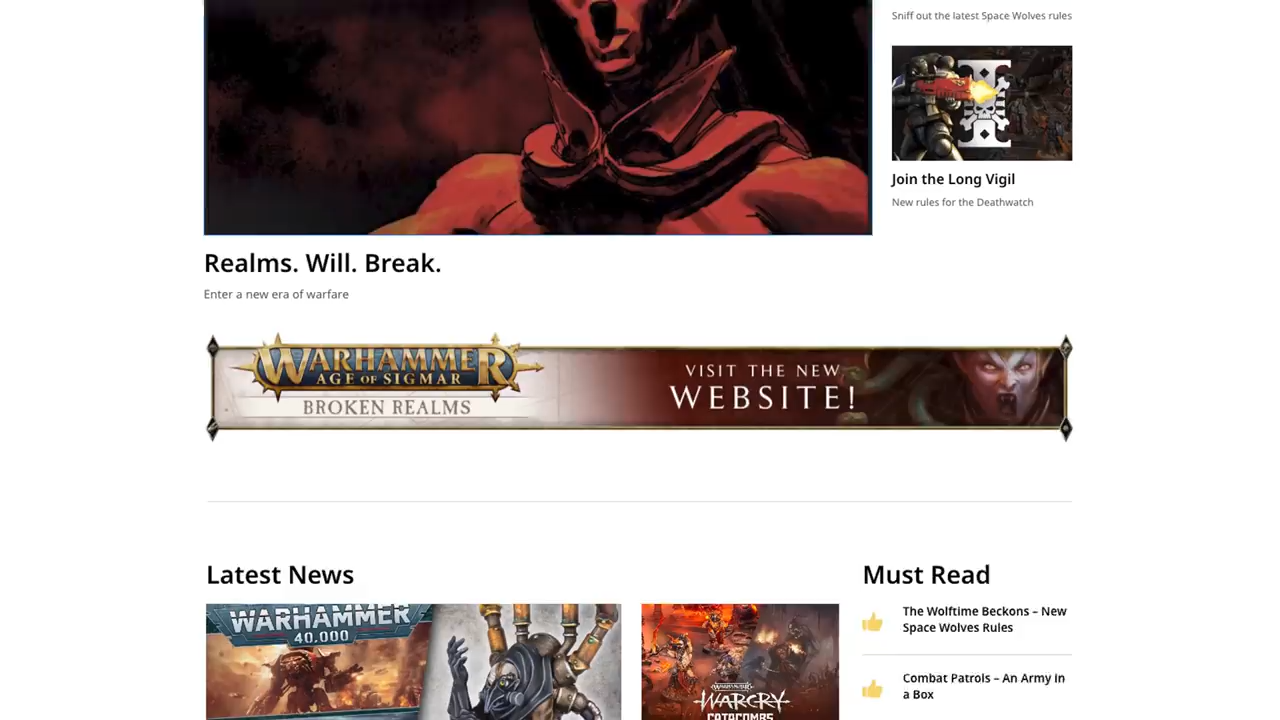 Sniff out the latest Space Wolves rules
Join the Long Vigil
New rules for the Deathwatch
Realms. Will. Break.
Enter a new era of warfare
WARHAMMER
AGE OF SIGMAR
BROKEN REALMS
VISIT THE NEW
WEBSITE!
Latest News
WARHAMMER
40,000
WARHAMMER
WARCRY
CATACOMBS
Must Read
The Wolftime Beckons – New
Space Wolves Rules
Combat Patrols – An Army in
a Box